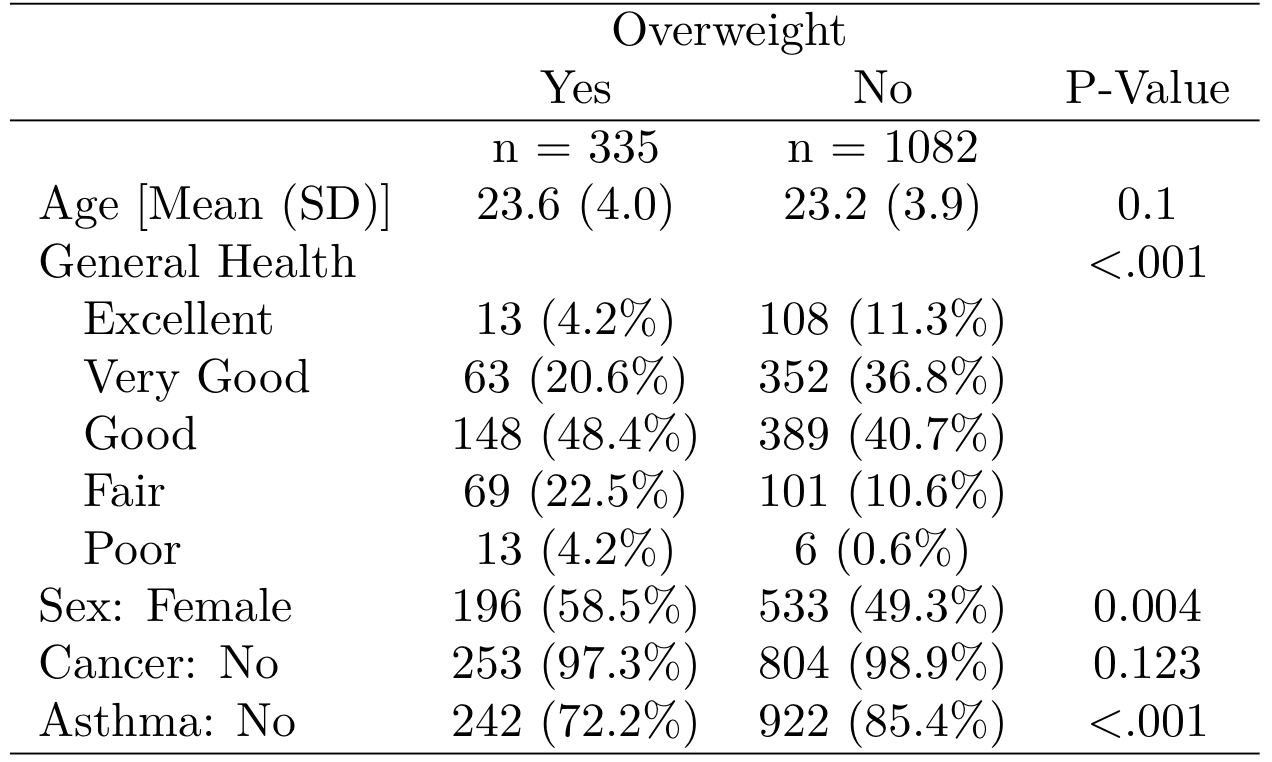 Overweight
Yes No P-Value
n = 335 n = 1082
Age [Mean (SD)] 23.6 (4.0) 23.2 (3.9) 0.1
General Health <.001
Excellent 13 (4.2%) 108 (11.3%)
Very Good 63 (20.6%) 352 (36.8%)
Good 148 (48.4%) 389 (40.7%)
Fair 69 (22.5%) 101 (10.6%)
Poor 13 (4.2%) 6 (0.6%)
Sex: Female 196 (58.5%) 533 (49.3%) 0.004
Cancer: No 253 (97.3%) 804 (98.9%) 0.123
Asthma: No 242 (72.2%) 922 (85.4%) <.001